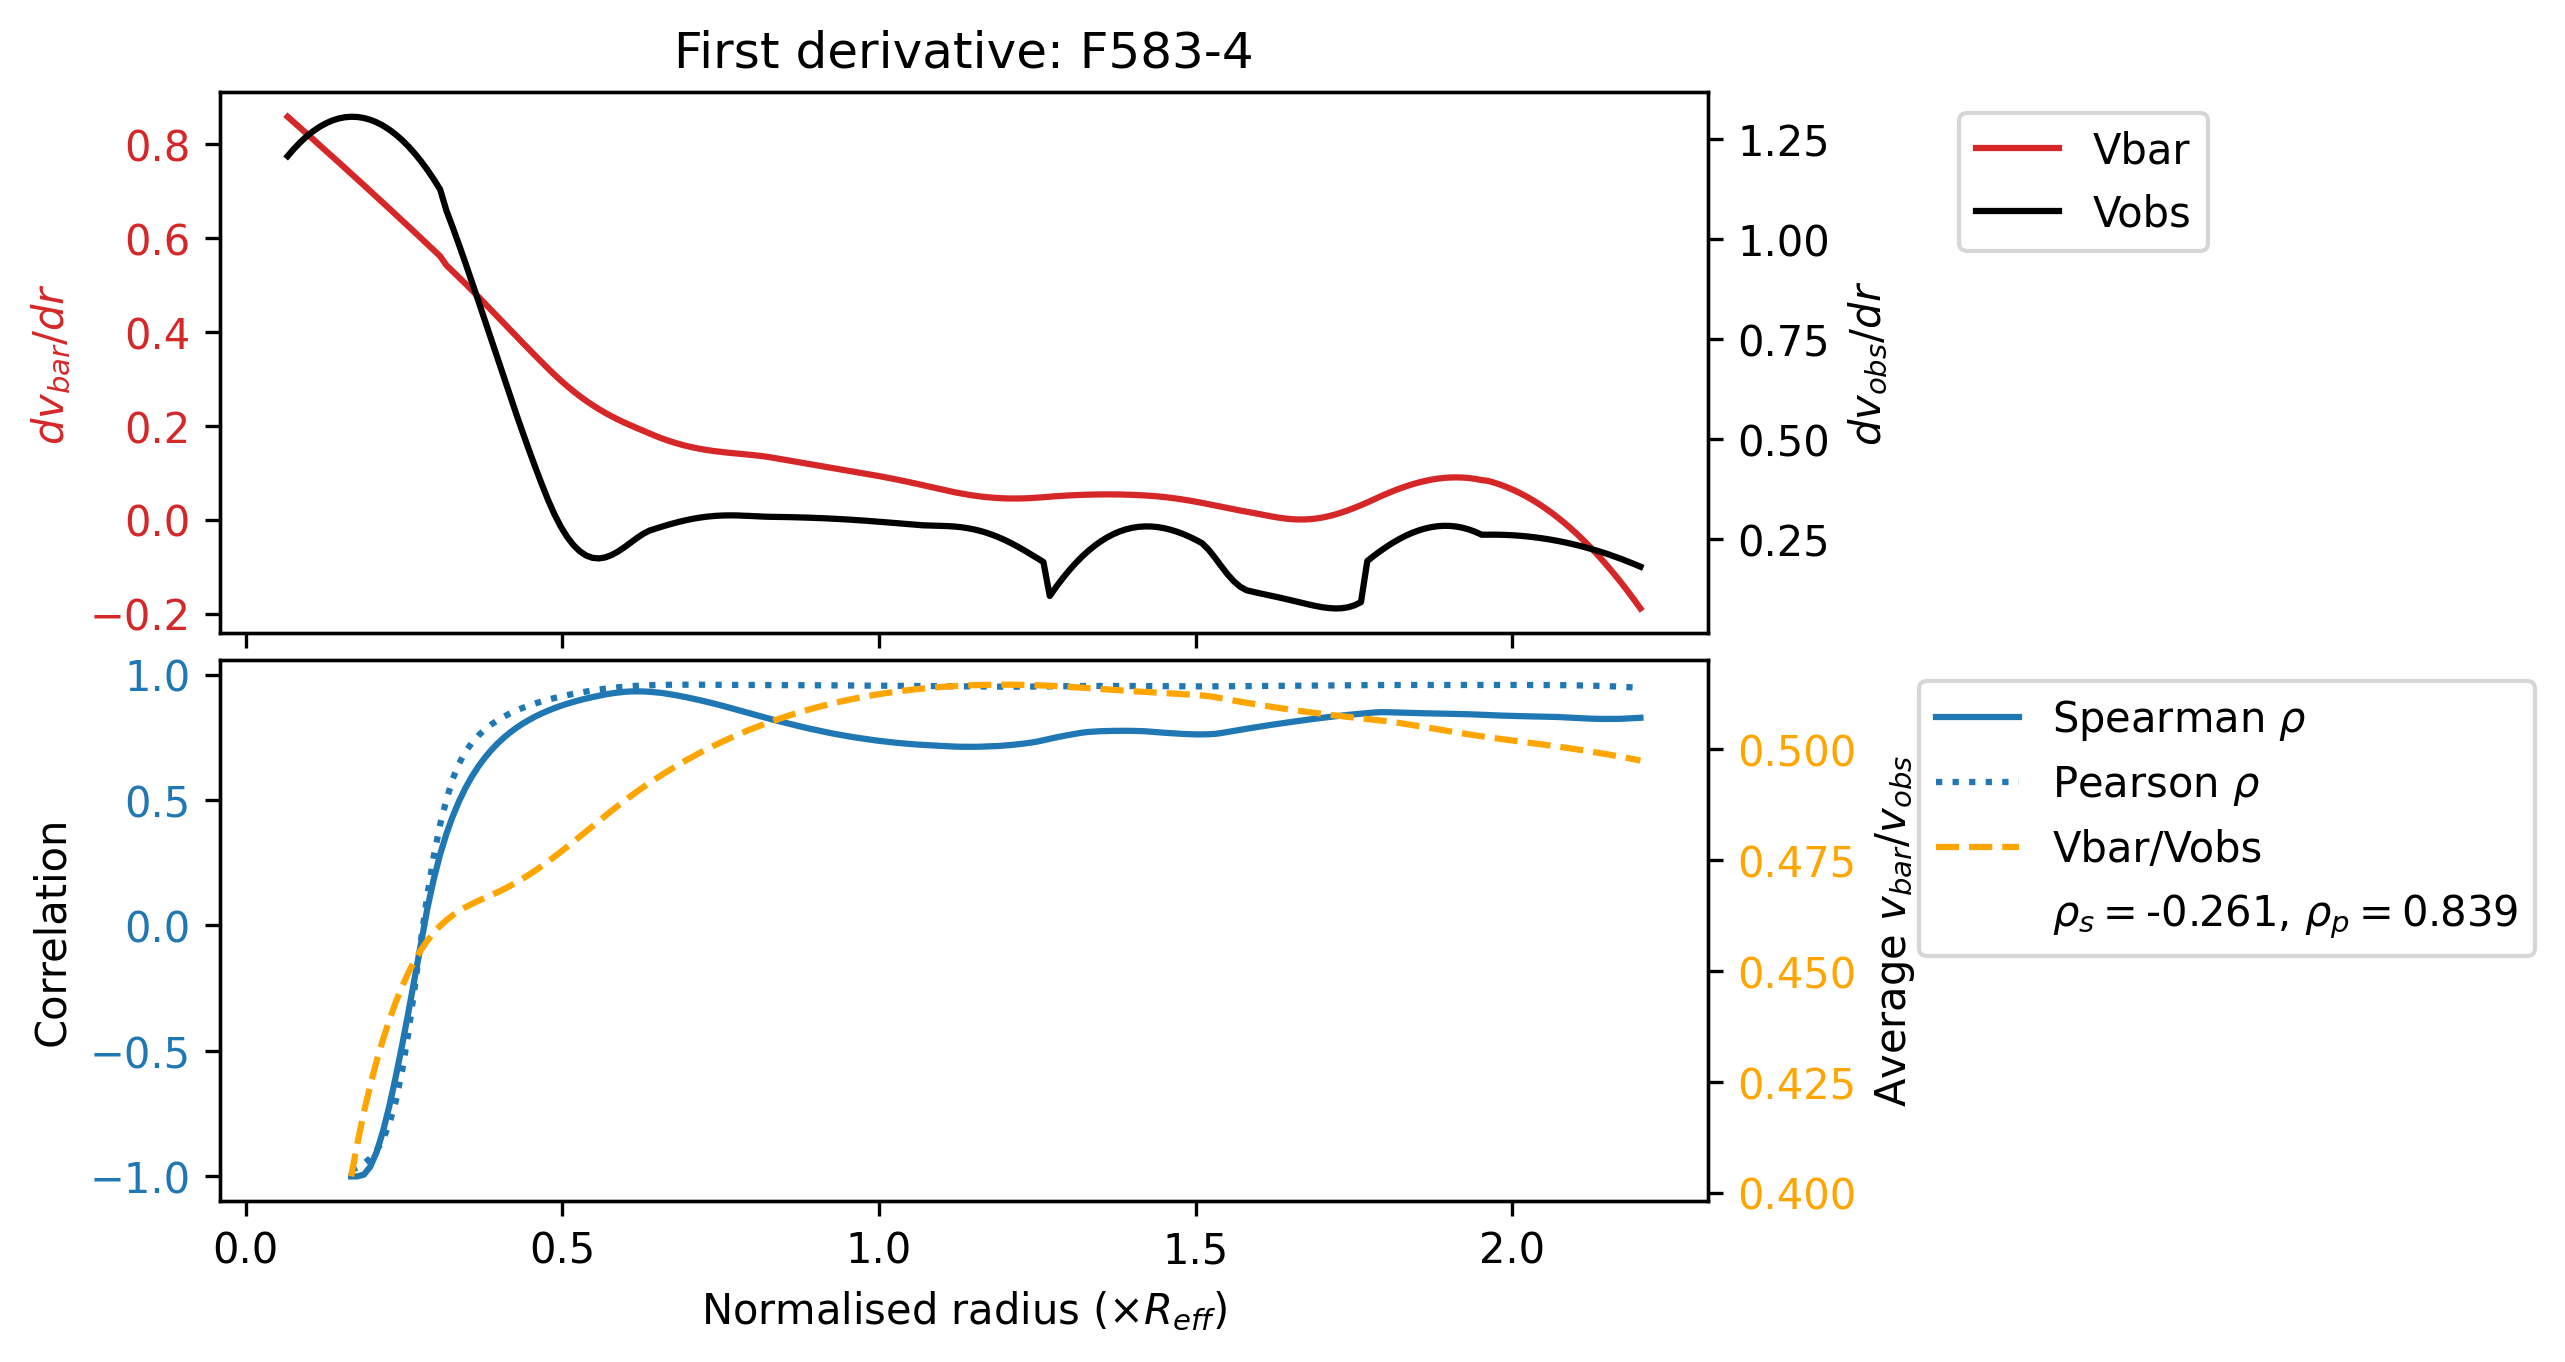 First derivative: F583-4
0.8
0.6
0.4
0.2
0.0
−0.2
dv_bar/dr
1.25
1.00
0.75
0.50
0.25
dv_obs/dr
Vbar
Vobs
1.0
0.5
0.0
−0.5
−1.0
Correlation
0.500
0.475
0.450
0.425
0.400
Average v_bar/v_obs
Spearman ρ
Pearson ρ
Vbar/Vobs
ρ_s = -0.261, ρ_p = 0.839
0.0 0.5 1.0 1.5 2.0
Normalised radius (×R_eff)